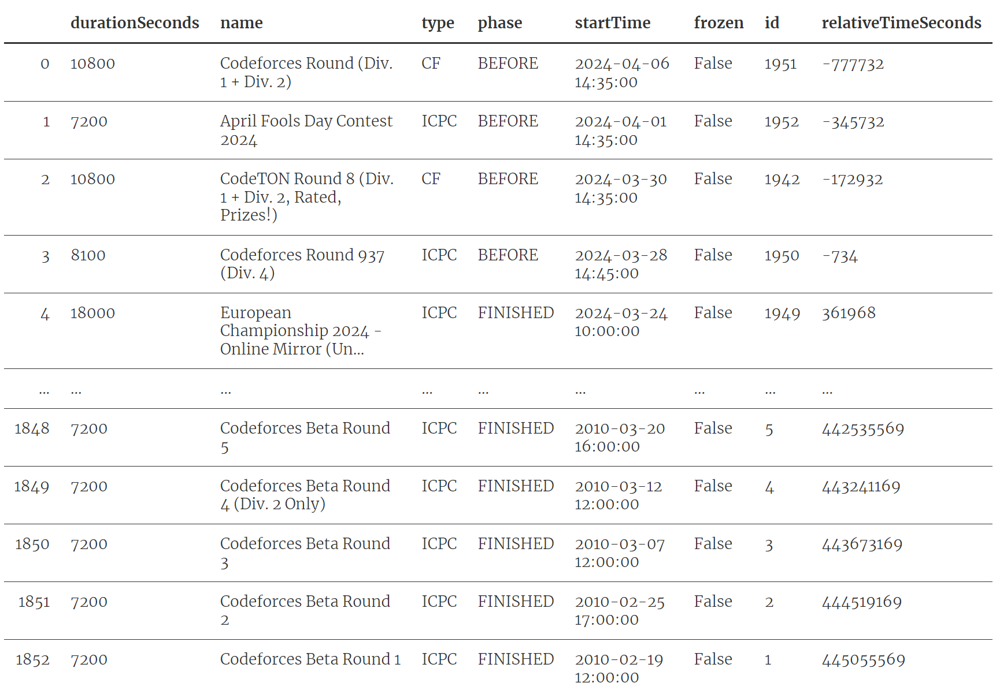 durationSeconds name type phase startTime frozen id relativeTimeSeconds
0 10800 Codeforces Round (Div. CF BEFORE 2024-04-06 False 1951 -777732
1 + Div. 2) 14:35:00
1 7200 April Fools Day Contest ICPC BEFORE 2024-04-01 False 1952 -345732
2024 14:35:00
2 10800 CodeTON Round 8 (Div. CF BEFORE 2024-03-30 False 1942 -172932
1 + Div. 2, Rated, 14:35:00
Prizes!)
3 8100 Codeforces Round 937 ICPC BEFORE 2024-03-28 False 1950 -734
(Div. 4) 14:45:00
4 18000 European ICPC FINISHED 2024-03-24 False 1949 361968
Championship 2024 - 10:00:00
Online Mirror (Un...
... ... ... ... ... ... ... ... ...
1848 7200 Codeforces Beta Round ICPC FINISHED 2010-03-20 False 5 442535569
5 16:00:00
1849 7200 Codeforces Beta Round ICPC FINISHED 2010-03-12 False 4 443241169
4 (Div. 2 Only) 12:00:00
1850 7200 Codeforces Beta Round ICPC FINISHED 2010-03-07 False 3 443673169
3 12:00:00
1851 7200 Codeforces Beta Round ICPC FINISHED 2010-02-25 False 2 444519169
2 17:00:00
1852 7200 Codeforces Beta Round 1 ICPC FINISHED 2010-02-19 False 1 445055569
12:00:00